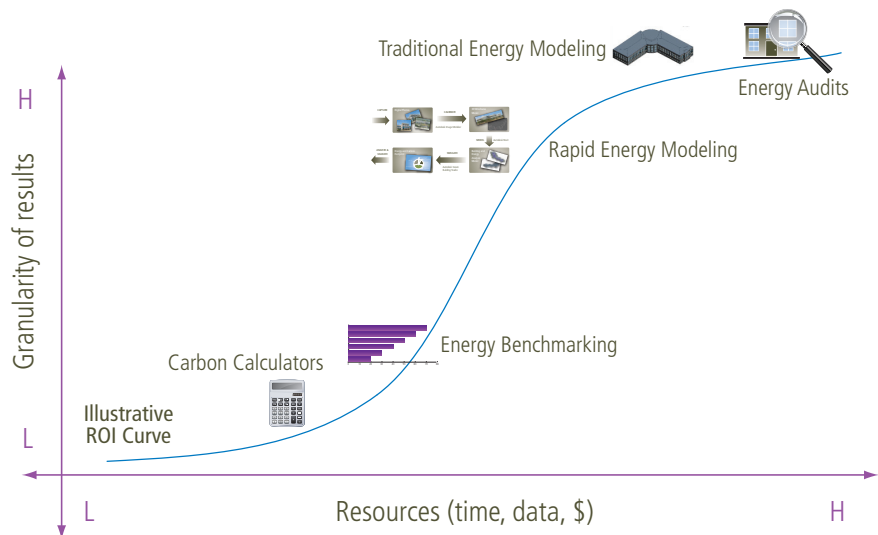 Traditional Energy Modeling
Energy Audits
H
Rapid Energy Modeling
Granularity of results
Energy Benchmarking
Carbon Calculators
Illustrative
ROI Curve
L
L
Resources (time, data, $)
H